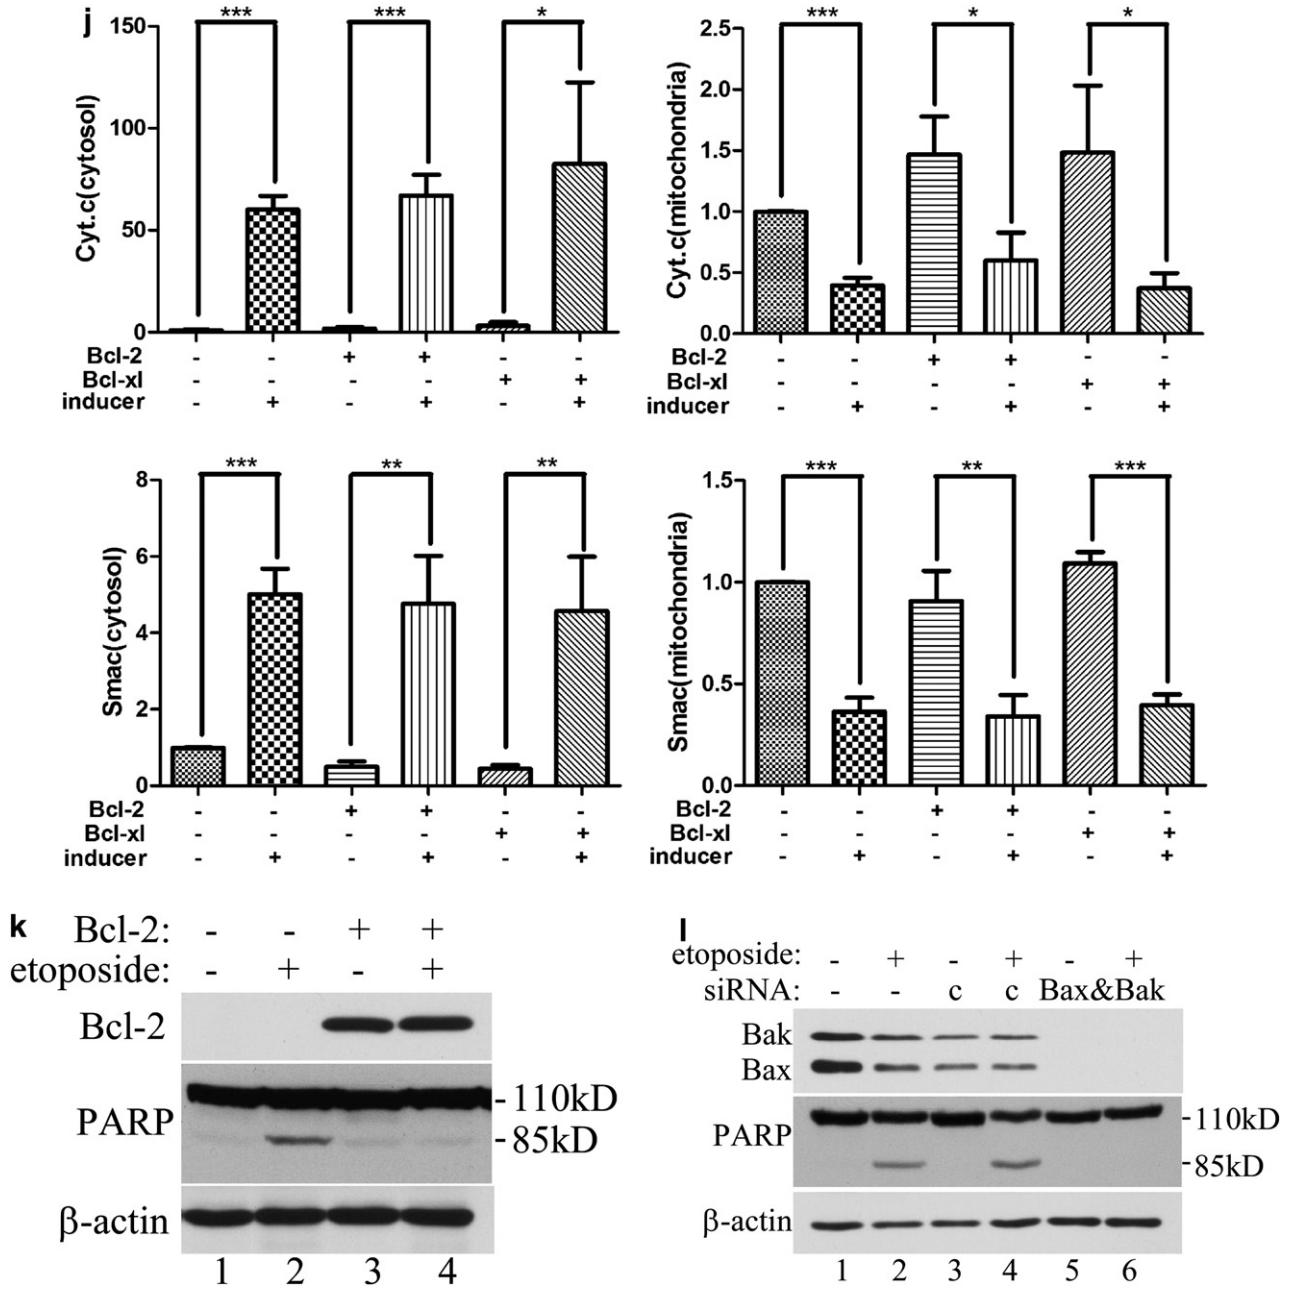 j
*** *** *
150
100
50
0
Cyt.c(cytosol)
Bcl-2 - - + + - -
Bcl-xl - - - - + +
inducer - + - + - +
*** * *
2.5
2.0
1.5
1.0
0.5
0.0
Cyt.c(mitochondria)
Bcl-2 - - + + - -
Bcl-xl - - - - + +
inducer - + - + - +
*** ** **
8
6
4
2
0
Smac(cytosol)
Bcl-2 - - + + - -
Bcl-xl - - - - + +
inducer - + - + - +
*** ** ***
1.5
1.0
0.5
0.0
Smac(mitochondria)
Bcl-2 - - + + - -
Bcl-xl - - - - + +
inducer - + - + - +
k
Bcl-2: - - + +
etoposide: - + - +
Bcl-2
PARP
-110kD
-85kD
β-actin
1 2 3 4
l
etoposide: - + - + - +
siRNA: - - c c Bax&Bak
Bak
Bax
PARP
-110kD
-85kD
β-actin
1 2 3 4 5 6